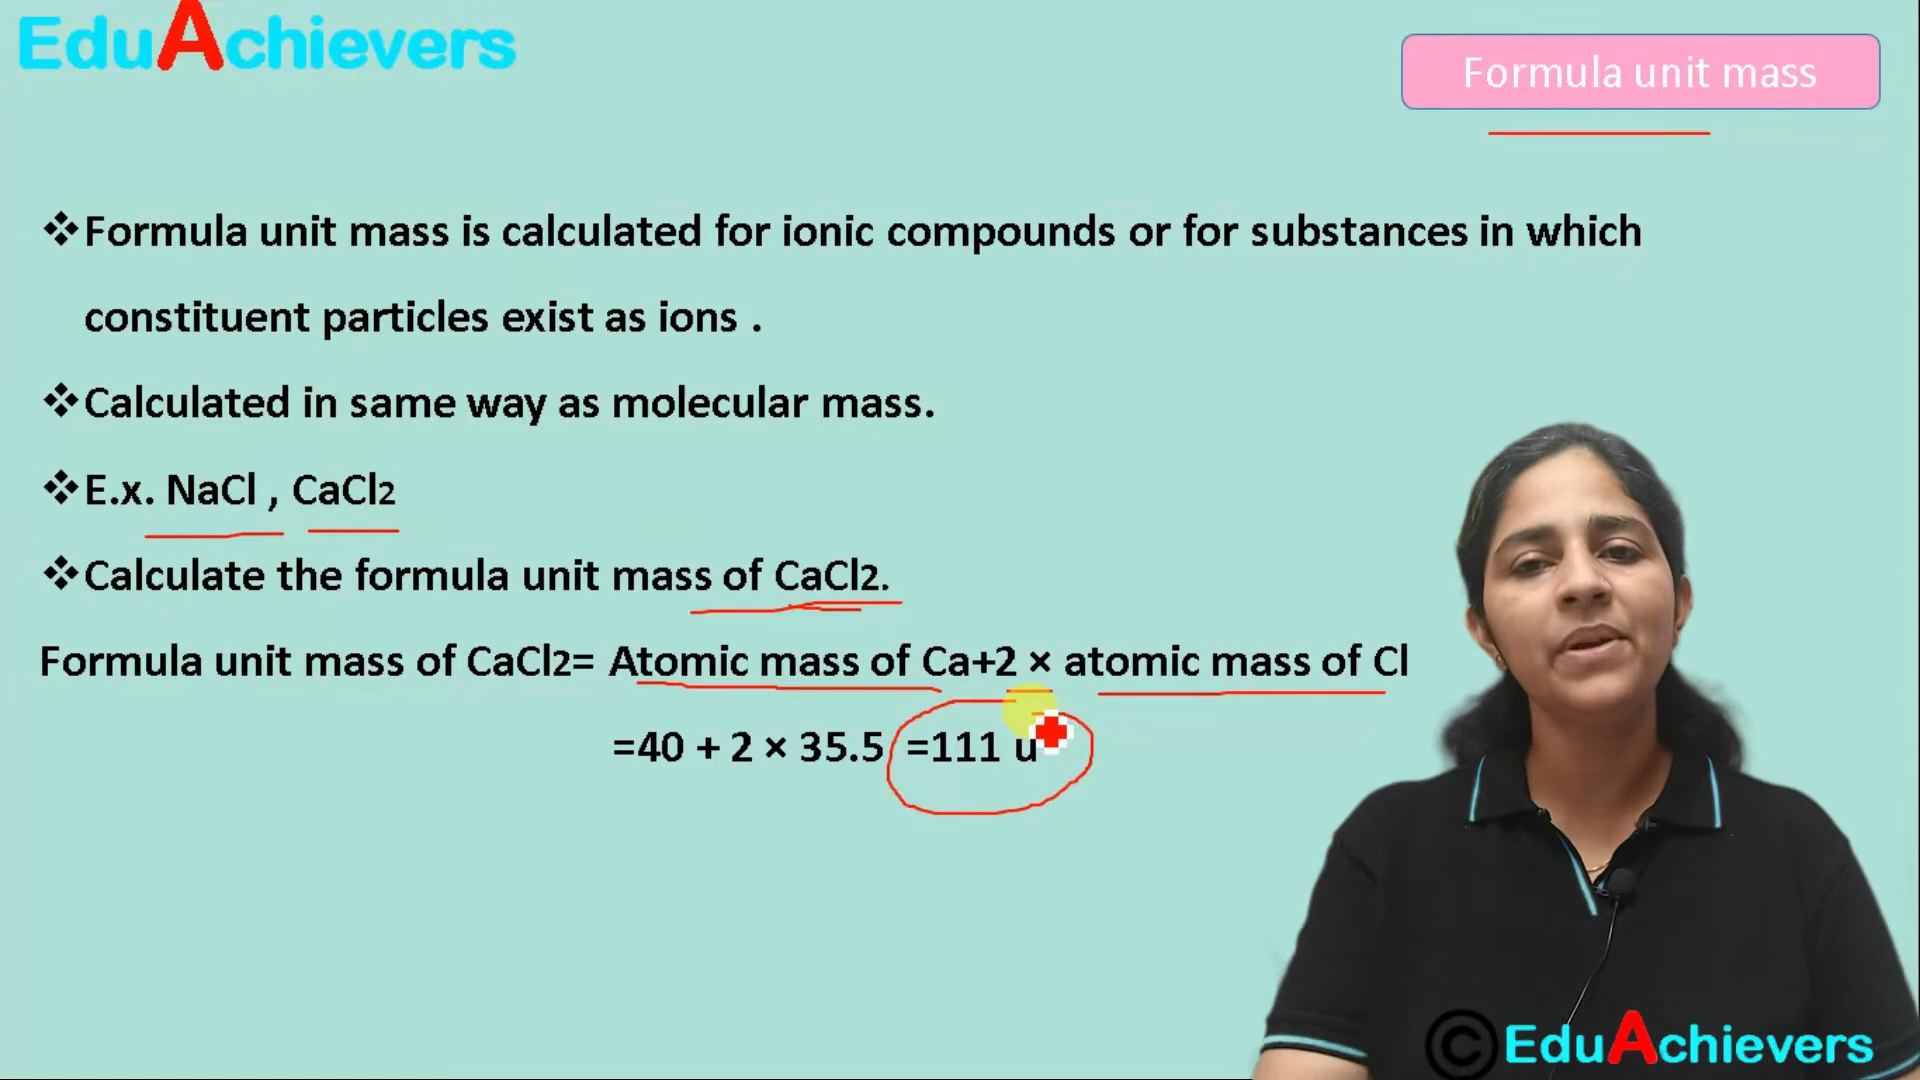 EduAchievers
Formula unit mass
❖Formula unit mass is calculated for ionic compounds or for substances in which
constituent particles exist as ions .
❖Calculated in same way as molecular mass.
❖E.x. NaCl , CaCl2
❖Calculate the formula unit mass of CaCl2.
Formula unit mass of CaCl2= Atomic mass of Ca+2 × atomic mass of Cl
=40 + 2 × 35.5 =111 u
© EduAchievers